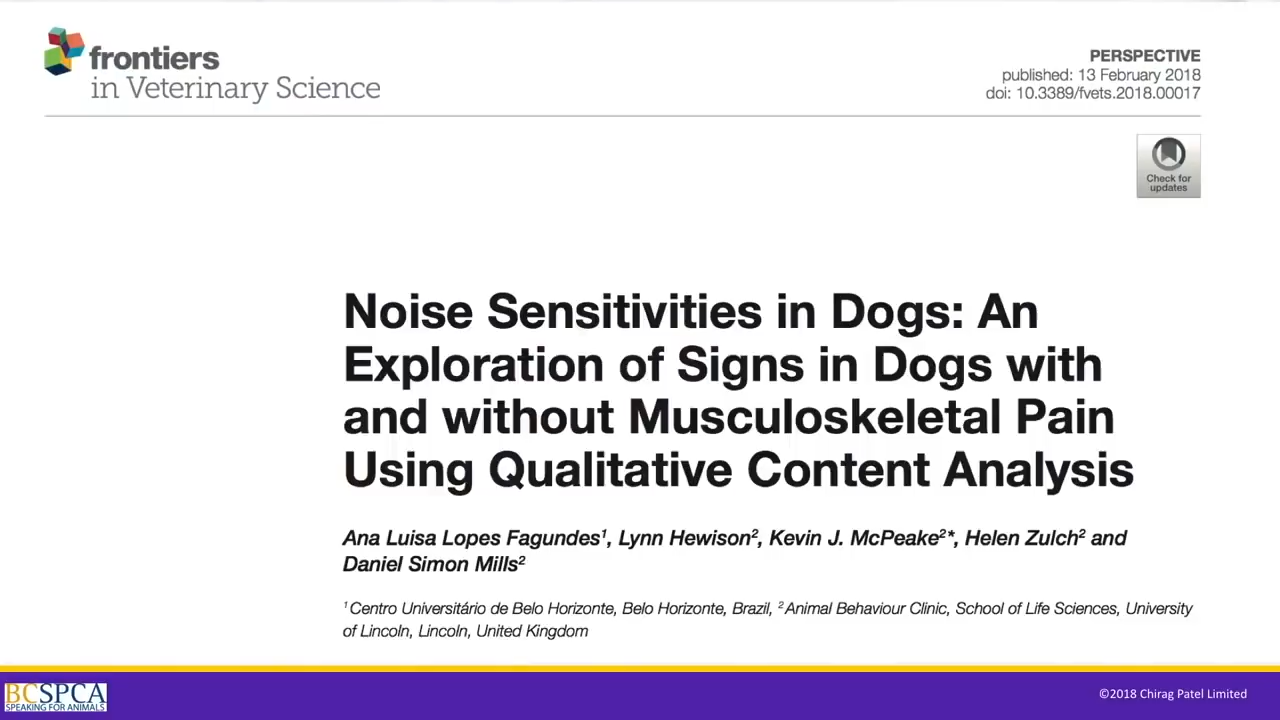 frontiers
in Veterinary Science
PERSPECTIVE
published: 13 February 2018
doi: 10.3389/fvets.2018.00017
Check for
updates
Noise Sensitivities in Dogs: An
Exploration of Signs in Dogs with
and without Musculoskeletal Pain
Using Qualitative Content Analysis
Ana Luisa Lopes Fagundes1, Lynn Hewison2, Kevin J. McPeake2*, Helen Zulch2 and
Daniel Simon Mills2
1 Centro Universitário de Belo Horizonte, Belo Horizonte, Brazil, 2 Animal Behaviour Clinic, School of Life Sciences, University
of Lincoln, Lincoln, United Kingdom
BCSPCA
SPEAKING FOR ANIMALS
©2018 Chirag Patel Limited